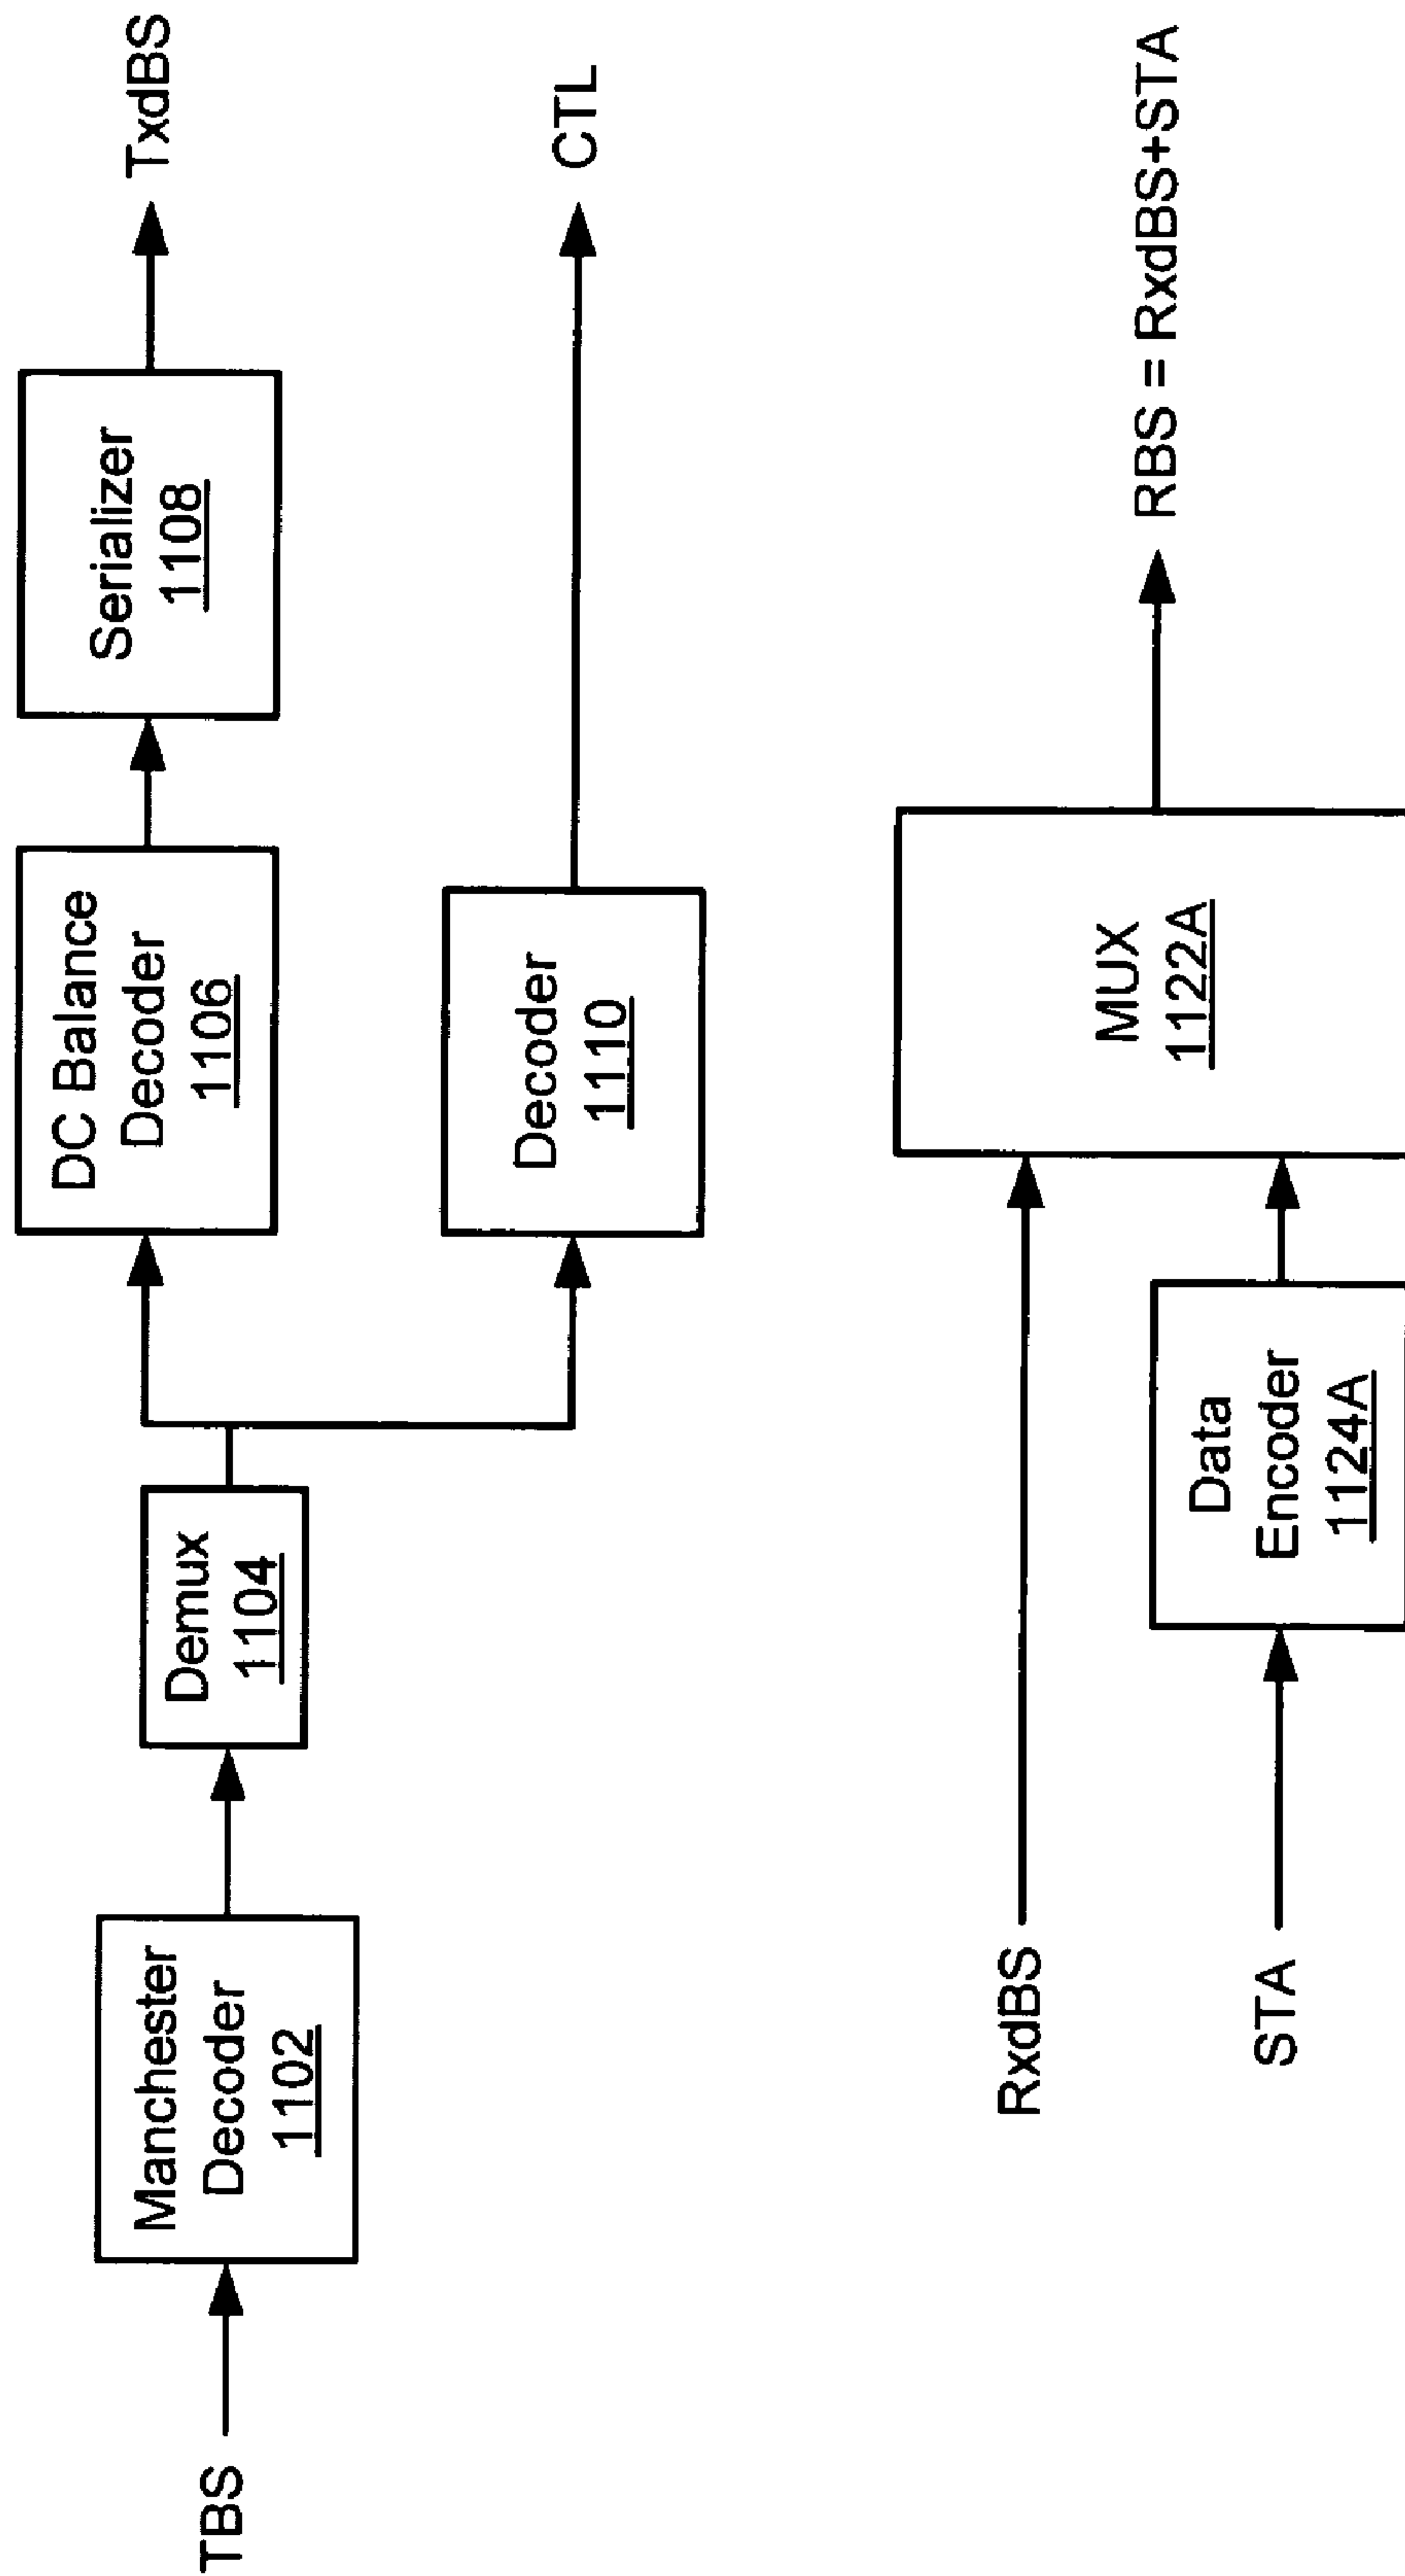 TBS
Manchester
Decoder
1102
Demux
1104
DC Balance
Decoder
1106
Serializer
1108
TxdBS
Decoder
1110
CTL
RxdBS
STA
Data
Encoder
1124A
MUX
1122A
RBS = RxdBS+STA